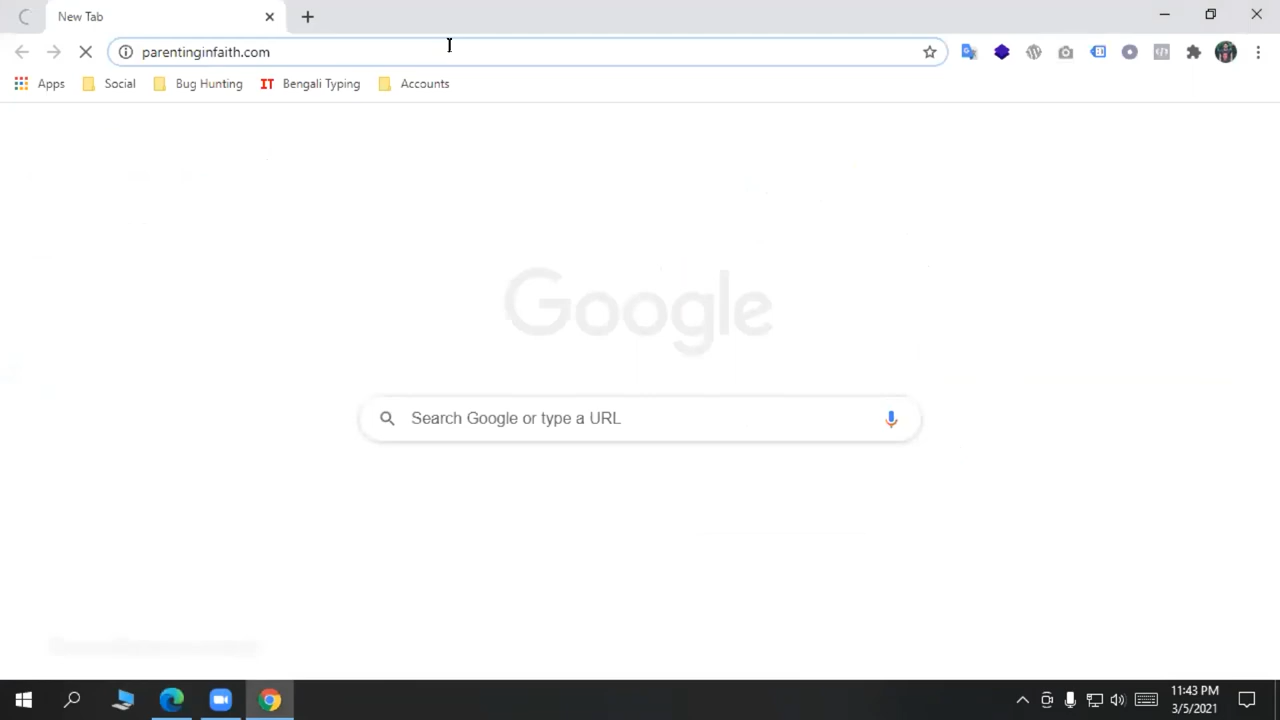 New Tab
parentinginfaith.com
Apps Social Bug Hunting IT Bengali Typing Accounts
Google
Search Google or type a URL
11:43 PM
3/5/2021